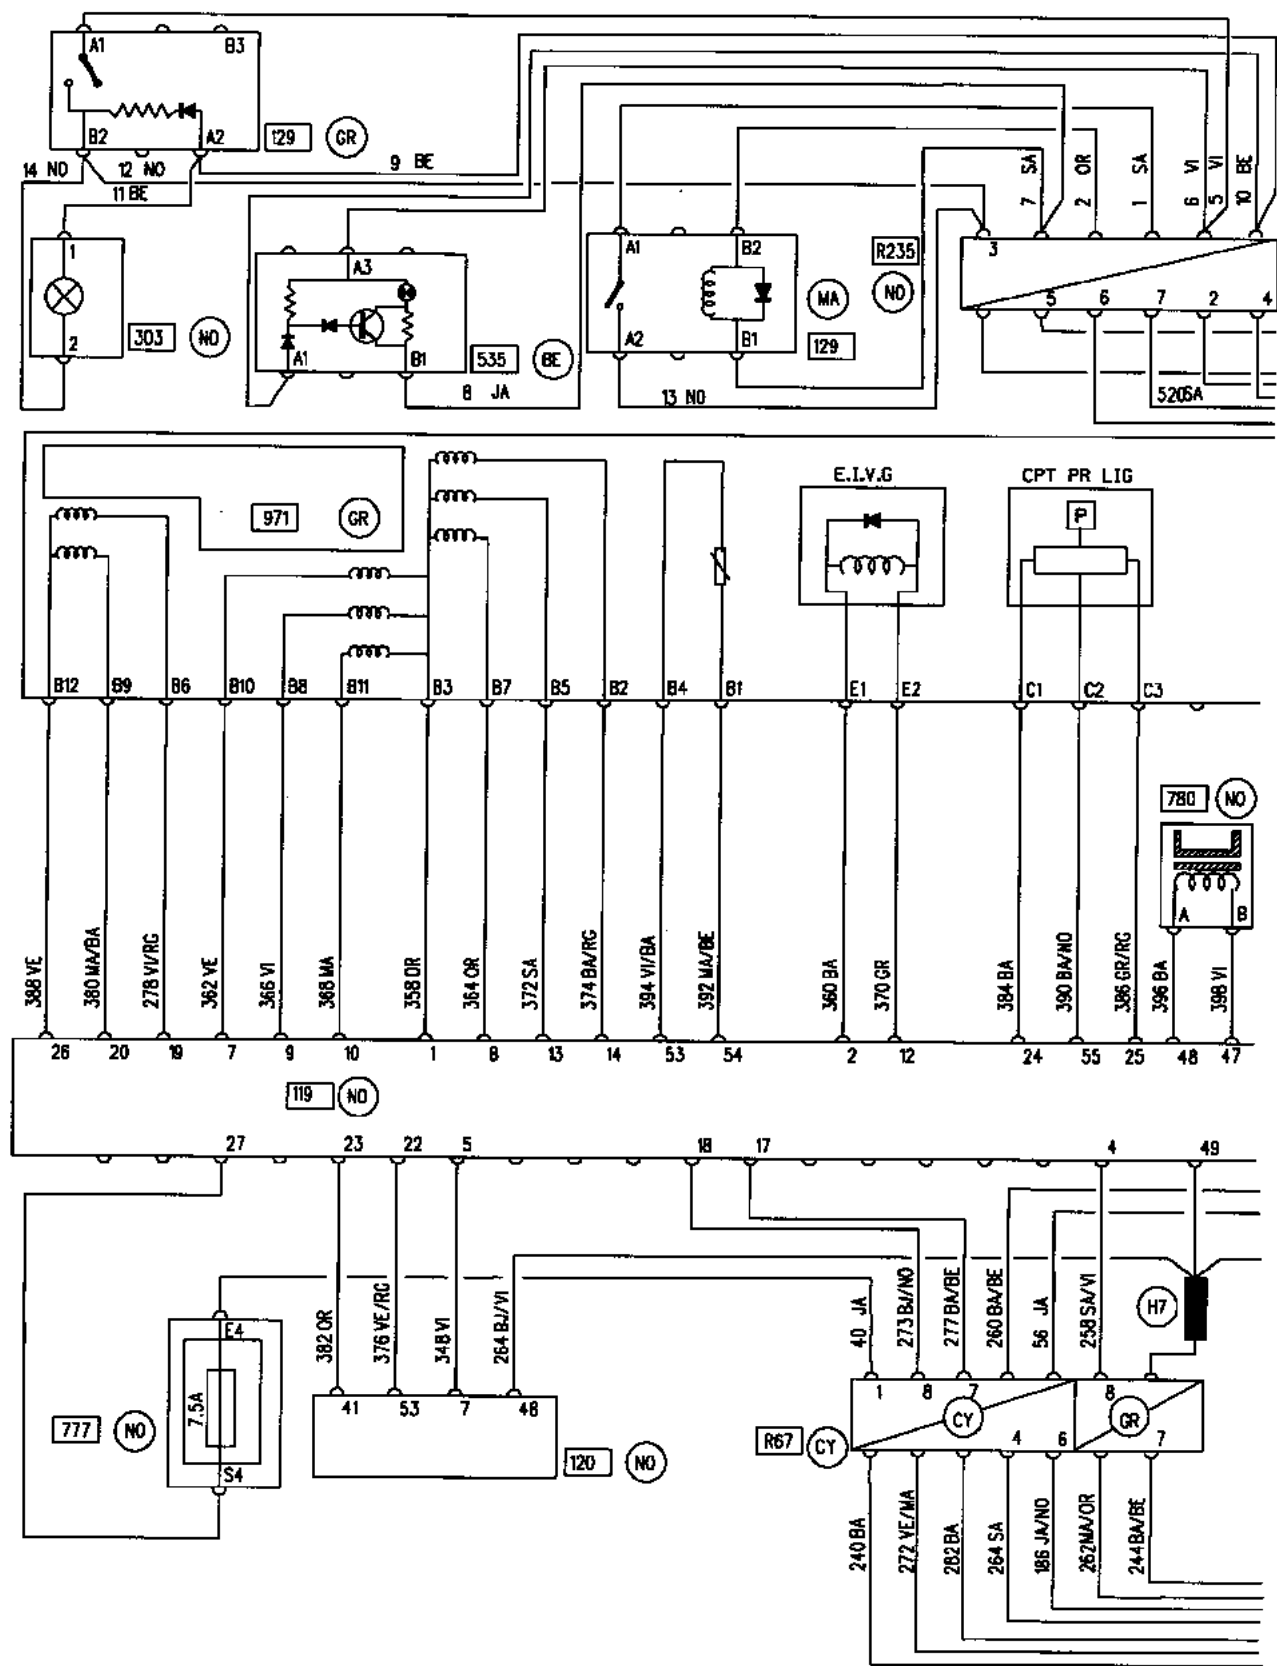 A1 B3
B2 A2
129 GR
14 NO 12 NO 9 BE
11 BE
7 SA 2 OR 1 SA 6 VI 5 VI 10 BE
1
2
303 NO
A3
A1 B1
535 BE
8 JA
A1 B2
A2 B1
MA
129
13 NO
R235
NO
3
5 6 7 2 4
520SA
971 GR
E.I.V.G
CPT PR LIG
P
B12 B9 B6 B10 B8 B11 B3 B7 B5 B2 B4 B1 E1 E2 C1 C2 C3
780 NO
A B
388 VE 380 MA/BA 278 VI/RG 362 VE 366 VI 368 MA 358 OR 364 OR 372 SA 374 BA/RG 394 VI/BA 392 MA/BE 360 BA 370 GR 384 BA 390 BA/NO 386 GR/RG 396 BA 398 VI
26 20 19 7 9 10 1 8 13 14 53 54 2 12 24 55 25 48 47
119 NO
27 23 22 5 18 17 4 49
382 OR 376 VE/RG 348 VI 264 BJ/VI 40 JA 273 BJ/NO 277 BA/BE 260 BA/BE 56 JA 258 SA/VI
H7
E4
7.5A
S4
777 NO
41 53 7 48
120 NO
1 8 7 8
CY GR
4 6 7
R67 CY
240 BA 272 VE/MA 282 BA 264 SA 186 JA/NO 262 MA/OR 244 BA/BE